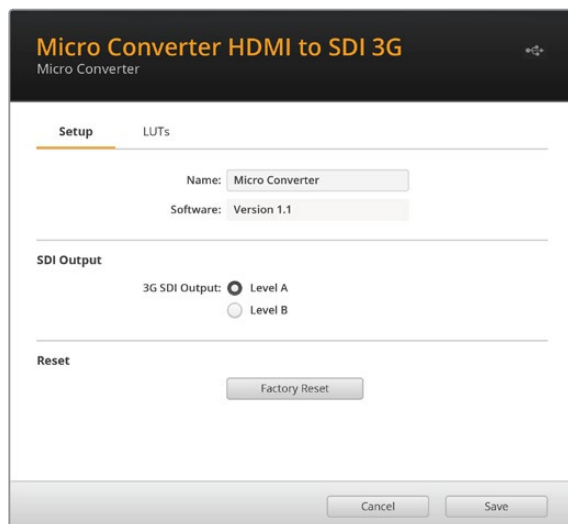 Micro Converter HDMI to SDI 3G
Micro Converter
Setup LUTs
Name: Micro Converter
Software: Version 1.1
SDI Output
3G SDI Output: Level A
Level B
Reset
Factory Reset
Cancel Save